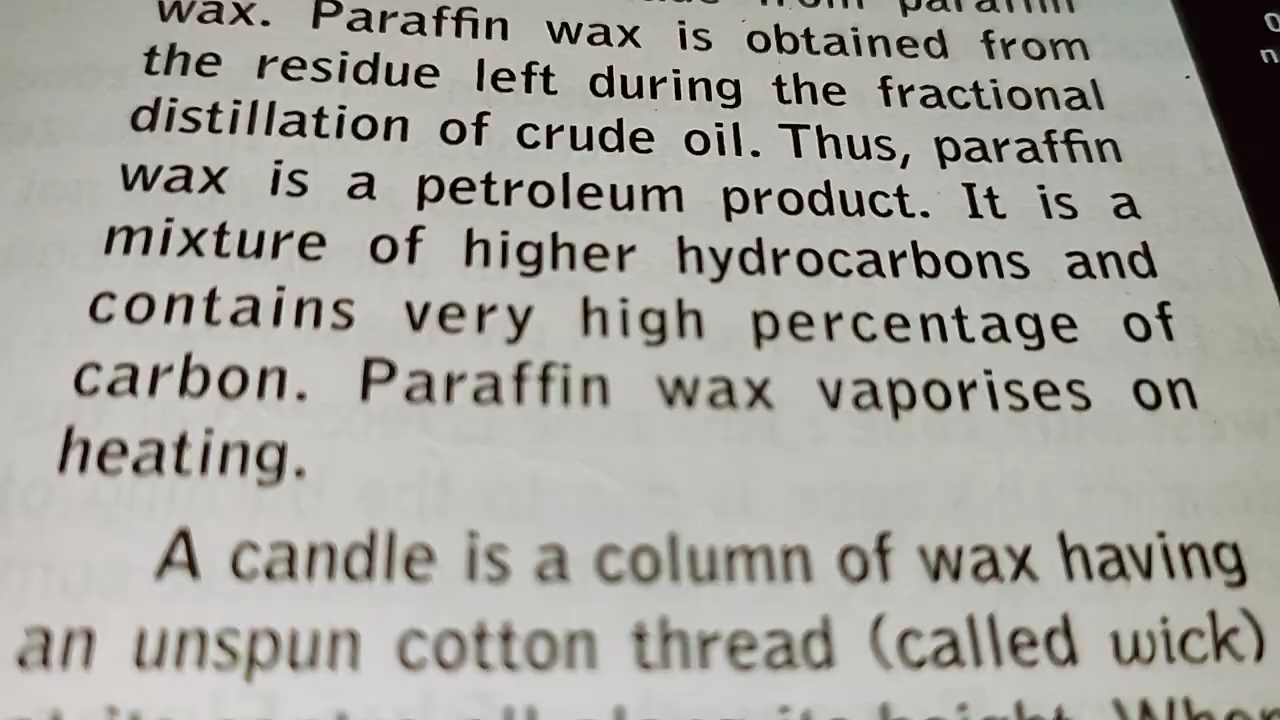 from paraffin
wax. Paraffin wax is obtained from
the residue left during the fractional
distillation of crude oil. Thus, paraffin
wax is a petroleum product. It is a
mixture of higher hydrocarbons and
contains very high percentage of
carbon. Paraffin wax vaporises on
heating.
A candle is a column of wax having
an unspun cotton thread (called wick)